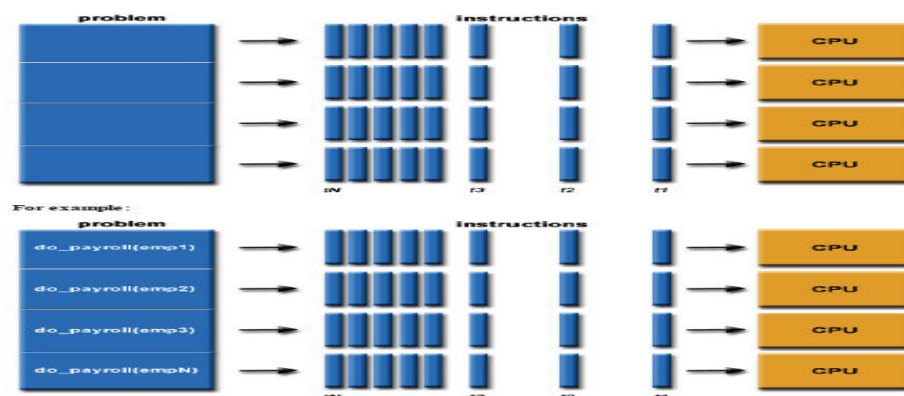 problem instructions
CPU
CPU
CPU
CPU
tN t3 t2 t1
For example:
problem instructions
do_payroll(emp1) CPU
do_payroll(emp2) CPU
do_payroll(emp3) CPU
do_payroll(empN) CPU